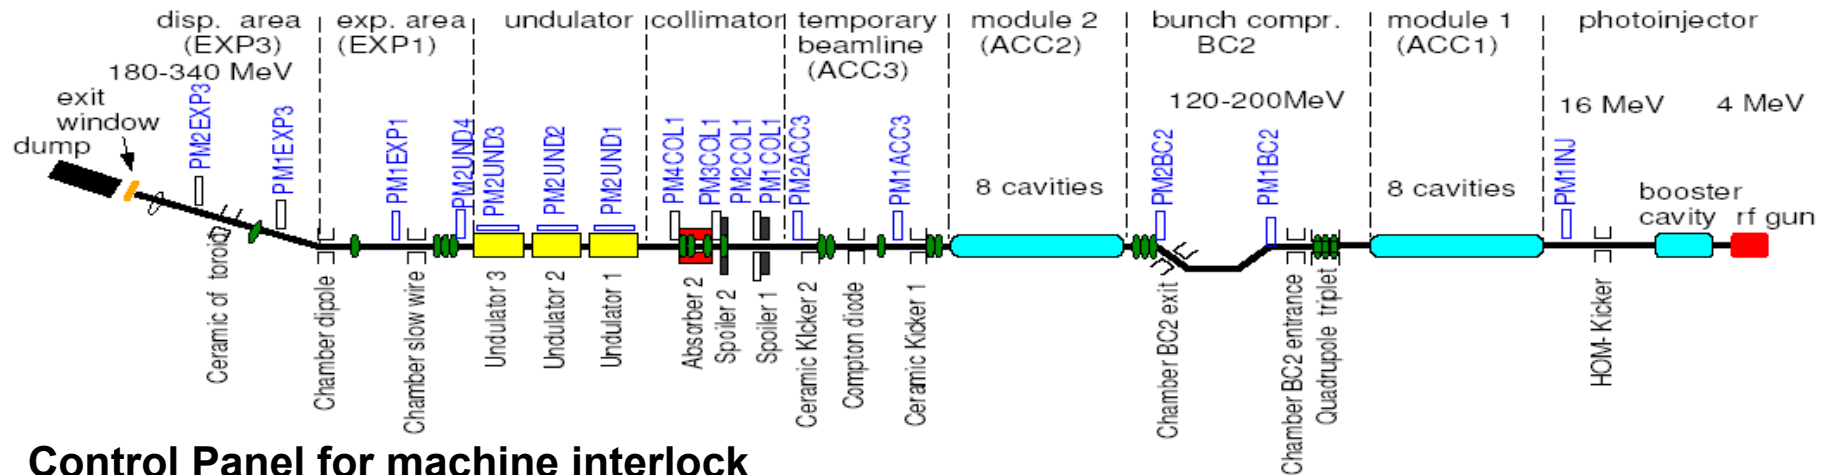 disp. area
(EXP3)
180-340 MeV
exp. area
(EXP1)
undulator
collimator
temporary
beamline
(ACC3)
module 2
(ACC2)
bunch compr.
BC2
120-200MeV
module 1
(ACC1)
photoinjector
16 MeV
4 MeV
exit
window
dump
PM2EXP3
PM1EXP3
PM1EXP1
PM2UND4
PM2UND3
PM2UND2
PM2UND1
PM4COL1
PM3COL1
PM2COL1
PM1COL1
PM2ACC3
PM1ACC3
8 cavities
PM2BC2
PM1BC2
8 cavities
PM1INJ
booster
cavity
rf gun
Ceramic of toroid
Chamber dipole
Chamber slow wire
Undulator 3
Undulator 2
Undulator 1
Absorber 2
Spoiler 2
Spoiler 1
Ceramic KIcker 2
Compton diode
Ceramic Kicker 1
Chamber BC2 exit
Chamber BC2 entrance
Quadrupole triplet
HOM- Kicker
Control Panel for machine interlock